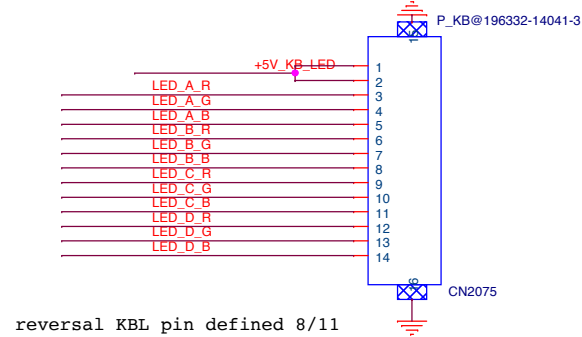 15
P_KB@196332-14041-3
+5V_KB_LED
1
2
LED_A_R
3
LED_A_G
4
LED_A_B
5
LED_B_R
6
LED_B_G
7
LED_B_B
8
LED_C_R
9
LED_C_G
10
LED_C_B
11
LED_D_R
12
LED_D_G
13
LED_D_B
14
16
CN2075
reversal KBL pin defined 8/11